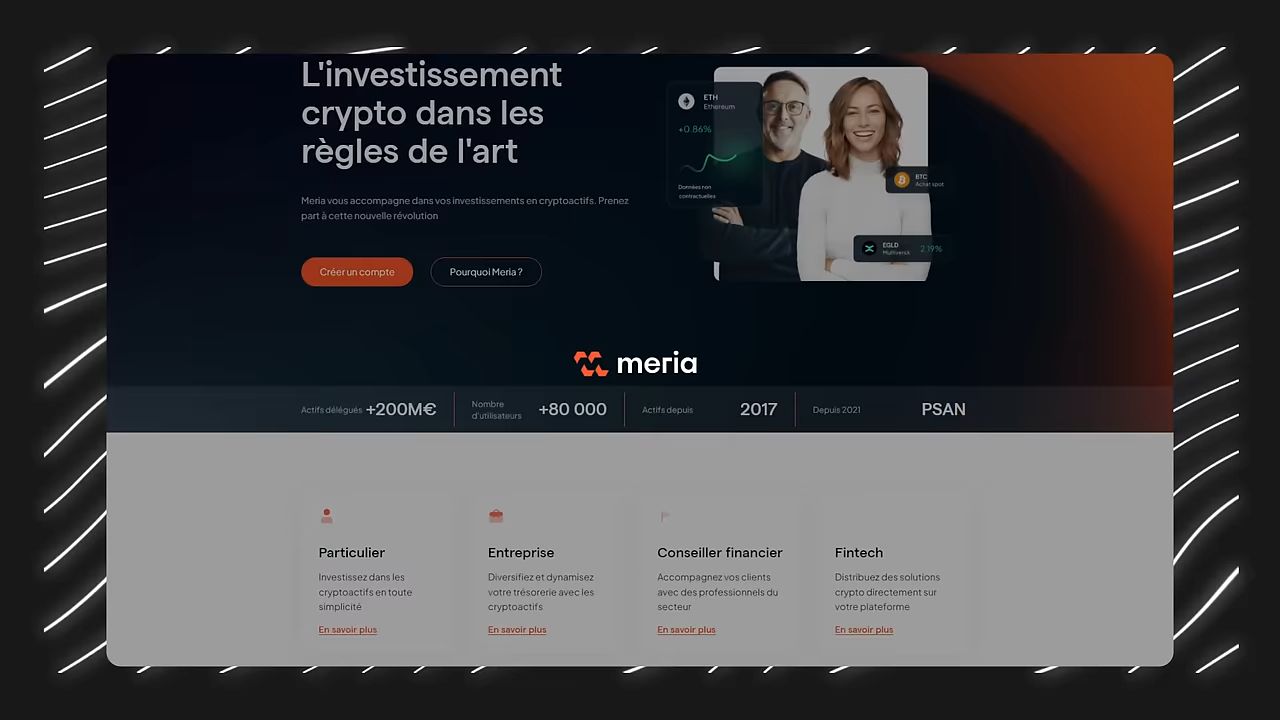 L'investissement
crypto dans les
règles de l'art
Meria vous accompagne dans vos investissements en cryptoactifs. Prenez
part à cette nouvelle révolution
Créer un compte
Pourquoi Meria ?
ETH
Ethereum
+0.86%
Données non
contractuelles
BTC
Achat spot
EGLD
Multiverch
2.19%
meria
Actifs délégués +200M€
Nombre
d'utilisateurs
+80 000
Actifs depuis 2017
Depuis 2021 PSAN
Particulier
Investissez dans les
cryptoactifs en toute
simplicité
En savoir plus
Entreprise
Diversifiez et dynamisez
votre trésorerie avec les
cryptoactifs
En savoir plus
Conseiller financier
Accompagnez vos clients
avec des professionnels du
secteur
En savoir plus
Fintech
Distribuez des solutions
crypto directement sur
votre plateforme
En savoir plus